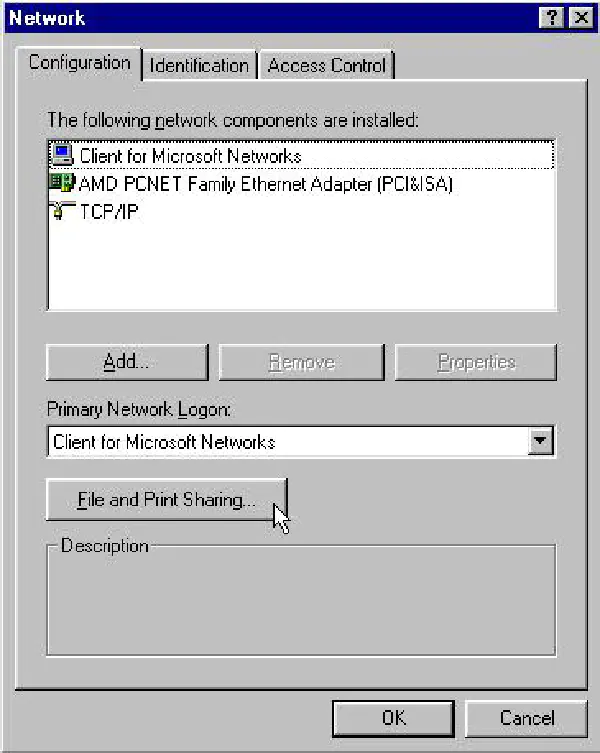 Network
Configuration Identification Access Control
The following network components are installed:
Client for Microsoft Networks
AMD PCNET Family Ethernet Adapter (PCI&ISA)
TCP/IP
Add... Remove Properties
Primary Network Logon:
Client for Microsoft Networks
File and Print Sharing...
Description
OK Cancel